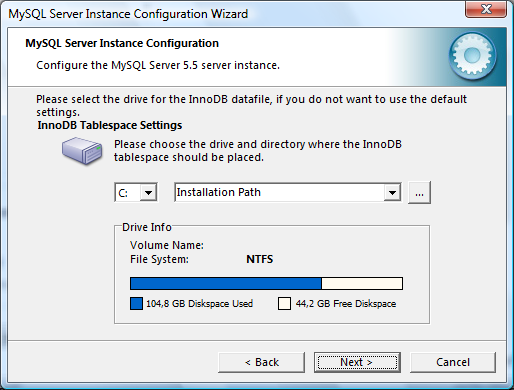 MySQL Server Instance Configuration Wizard
MySQL Server Instance Configuration
Configure the MySQL Server 5.5 server instance.
Please select the drive for the InnoDB datafile, if you do not want to use the default
settings.
InnoDB Tablespace Settings
Please choose the drive and directory where the InnoDB
tablespace should be placed.
C: Installation Path ...
Drive Info
Volume Name:
File System: NTFS
104,8 GB Diskspace Used 44,2 GB Free Diskspace
< Back Next > Cancel